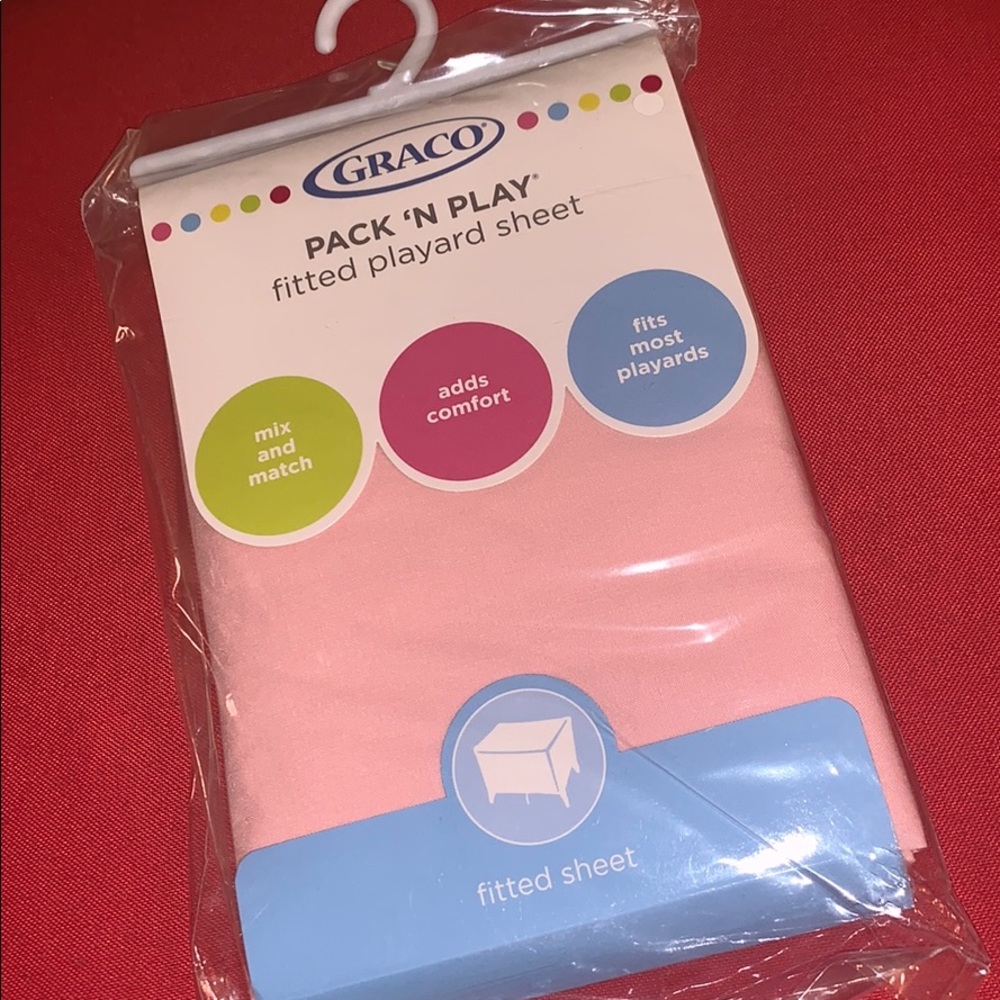 GRACO®
PACK ‘N PLAY®
fitted playard sheet
mix
and
match
adds
comfort
fits
most
playards
fitted sheet